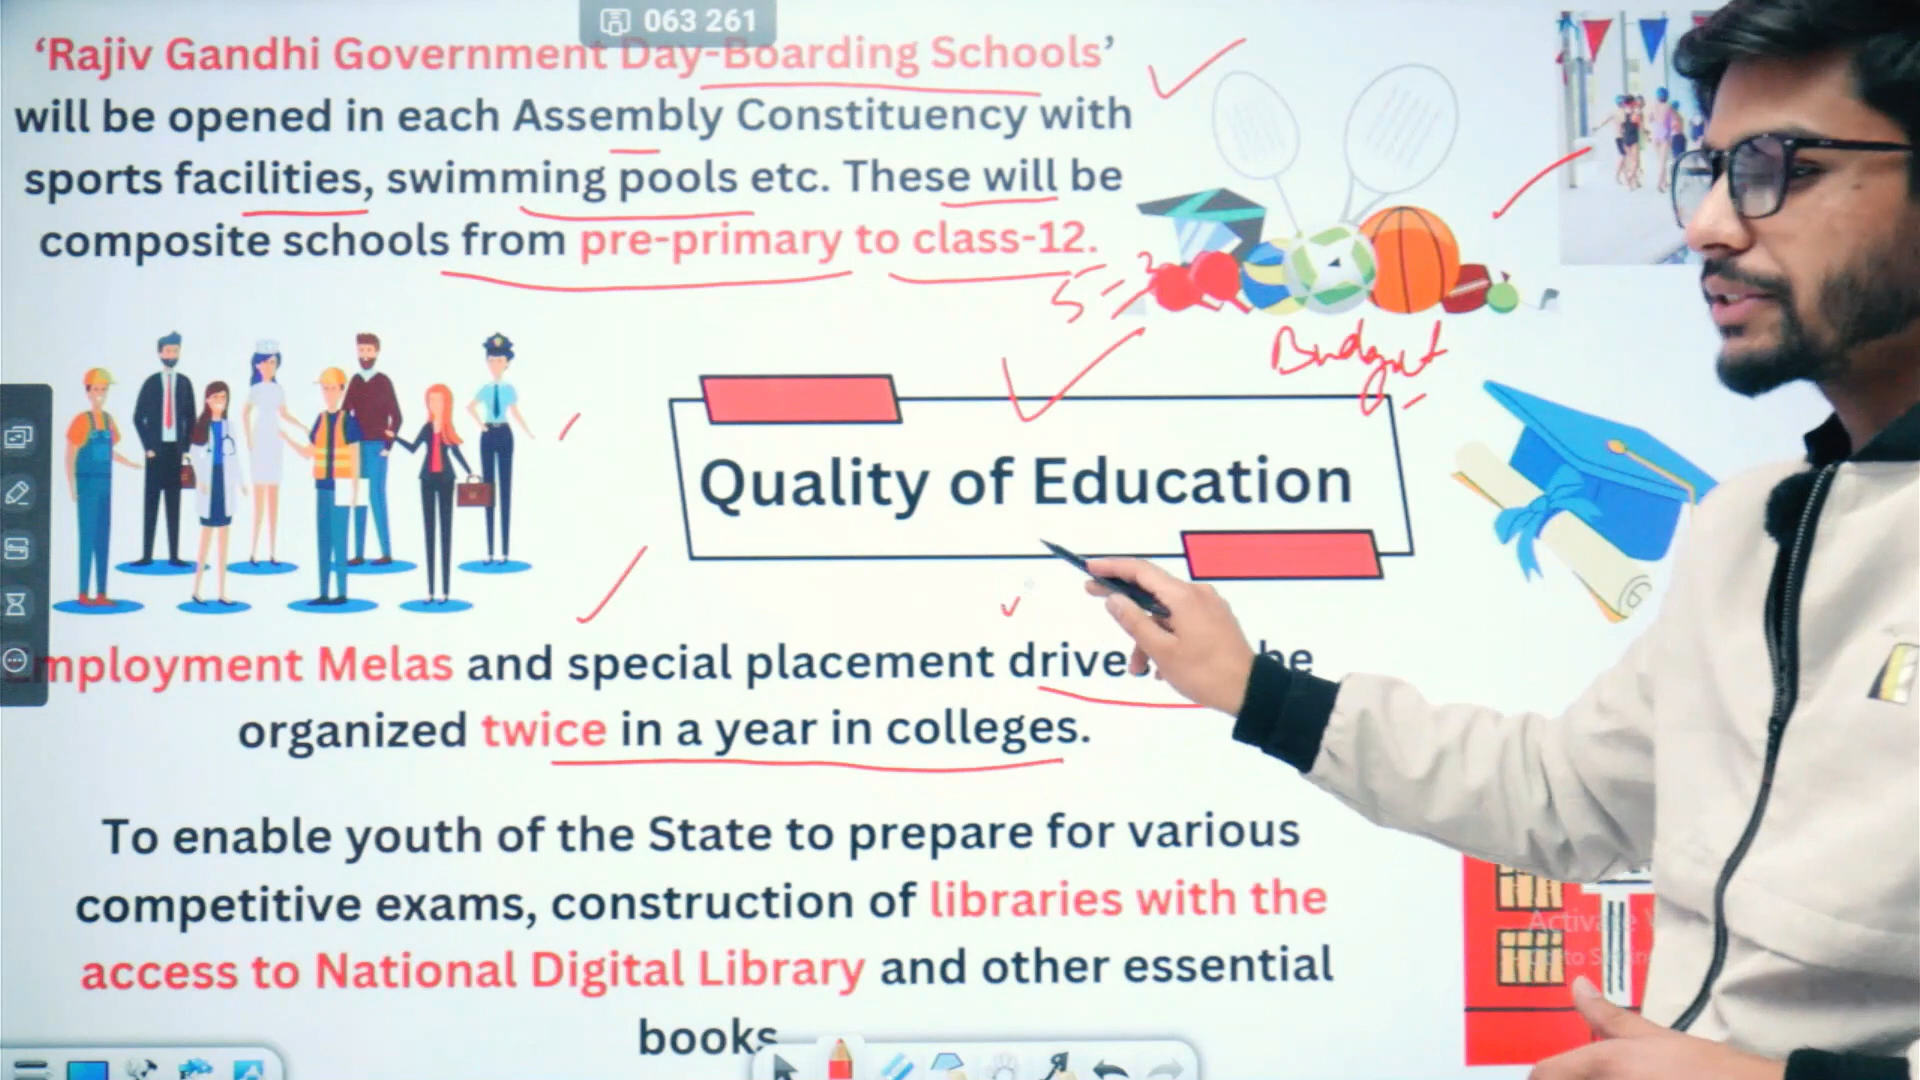 063 261
‘Rajiv Gandhi Government Day-Boarding Schools’
will be opened in each Assembly Constituency with
sports facilities, swimming pools etc. These will be
composite schools from pre-primary to class-12.
Budget
Quality of Education
mployment Melas and special placement drives, be
organized twice in a year in colleges.
To enable youth of the State to prepare for various
competitive exams, construction of libraries with the
access to National Digital Library and other essential
books